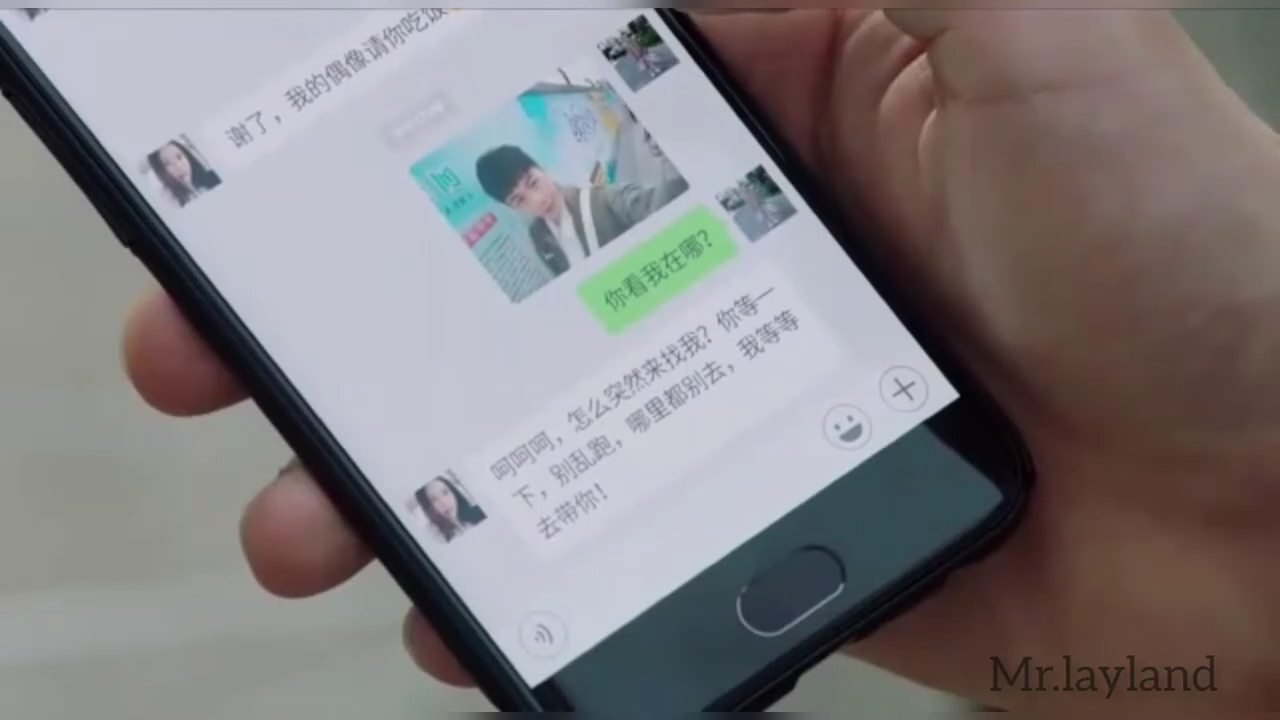 谢了，我的偶像请你吃饭
你看我在哪？
呵呵呵，怎么突然来找我？你等一
下，别乱跑，哪里都别去，我等等
去带你！
Mr.layland